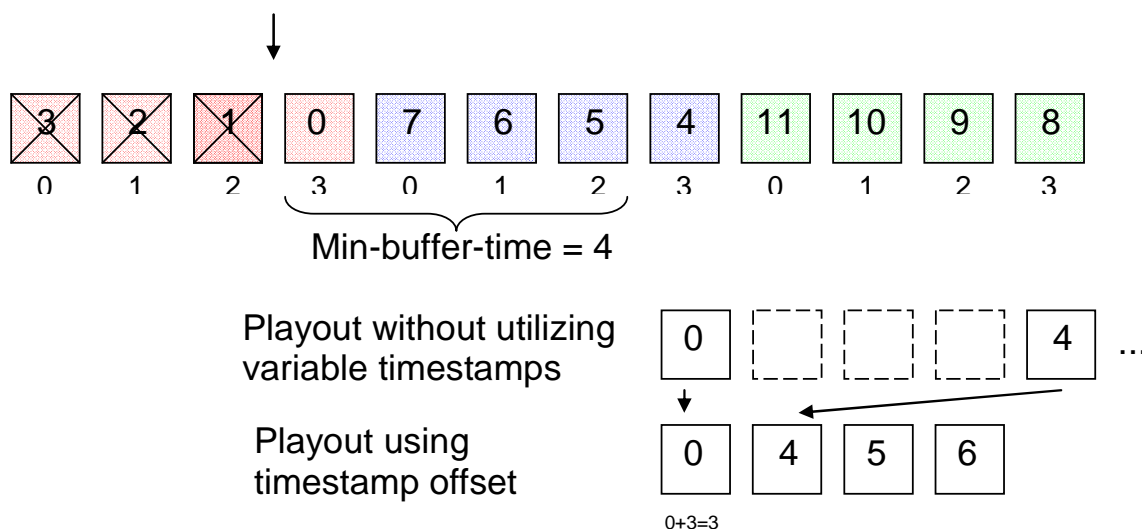 3 2 1 0 7 6 5 4 11 10 9 8
0 1 2 3 0 1 2 3 0 1 2 3
Min-buffer-time = 4
Playout without utilizing
variable timestamps
0 4 ...
Playout using
timestamp offset
0 4 5 6
0+3=3